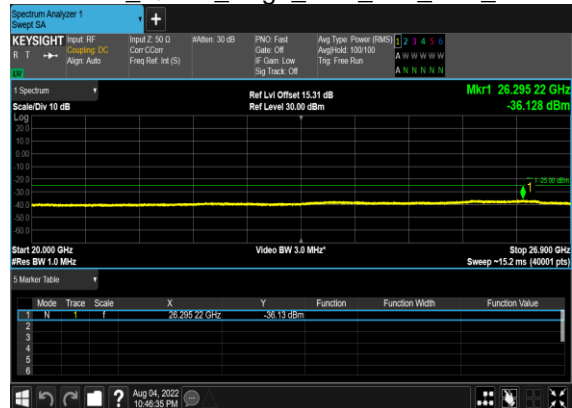 Spectrum Analyzer 1
Swept SA
KEYSIGHT Input: RF Input Z: 50 Ω #Atten: 30 dB PNO: Fast Avg Type: Power (RMS) 1 2 3 4 5 6
R T Coupling: DC Corr CCorr Gate: Off Avg|Hold: 100/100 A W W W W W
Align: Auto Freq Ref: Int (S) IF Gain: Low Trig: Free Run
Sig Track: Off A N N N N N
1 Spectrum Ref Lvl Offset 15.31 dB Mkr1 26.295 22 GHz
Scale/Div 10 dB Ref Level 30.00 dBm -36.128 dBm
Log
20.0
10.0
0.00
-10.0
-20.0
-30.0
-40.0
-50.0
-60.0
1
-25.00 dBm
Start 20.000 GHz Video BW 3.0 MHz* Stop 26.900 GHz
#Res BW 1.0 MHz Sweep ~15.2 ms (40001 pts)
5 Marker Table
Mode Trace Scale X Y Function Function Width Function Value
1 N 1 f 26.295 22 GHz -36.13 dBm
2
3
4
5
6
Aug 04, 2022
10:46:35 PM